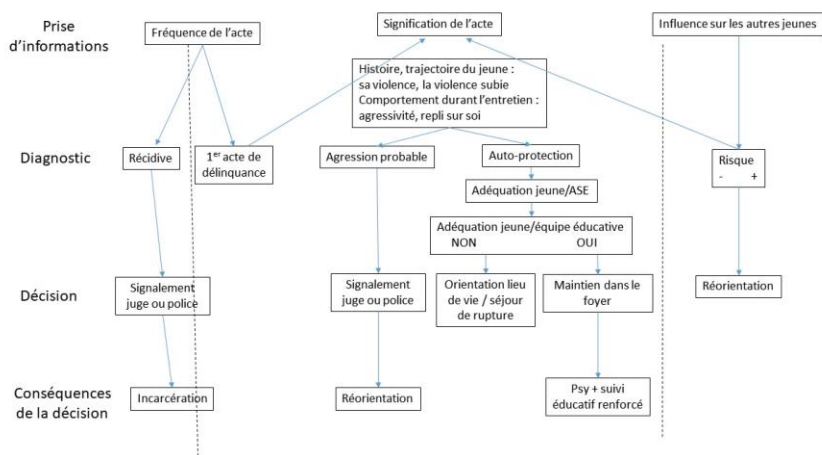 Prise
d'informations
Fréquence de l'acte
Signification de l'acte
Influence sur les autres jeunes
Histoire, trajectoire du jeune :
sa violence, la violence subie
Comportement durant l'entretien :
agressivité, repli sur soi
Diagnostic
Récidive
1er acte de
délinquance
Agression probable
Auto-protection
Risque
- +
Adéquation jeune/ASE
Adéquation jeune/équipe éducative
NON OUI
Décision
Signalement
juge ou police
Signalement
juge ou police
Orientation lieu
de vie / séjour
de rupture
Maintien dans le
foyer
Réorientation
Conséquences
de la décision
Incarcération
Réorientation
Psy + suivi
éducatif renforcé